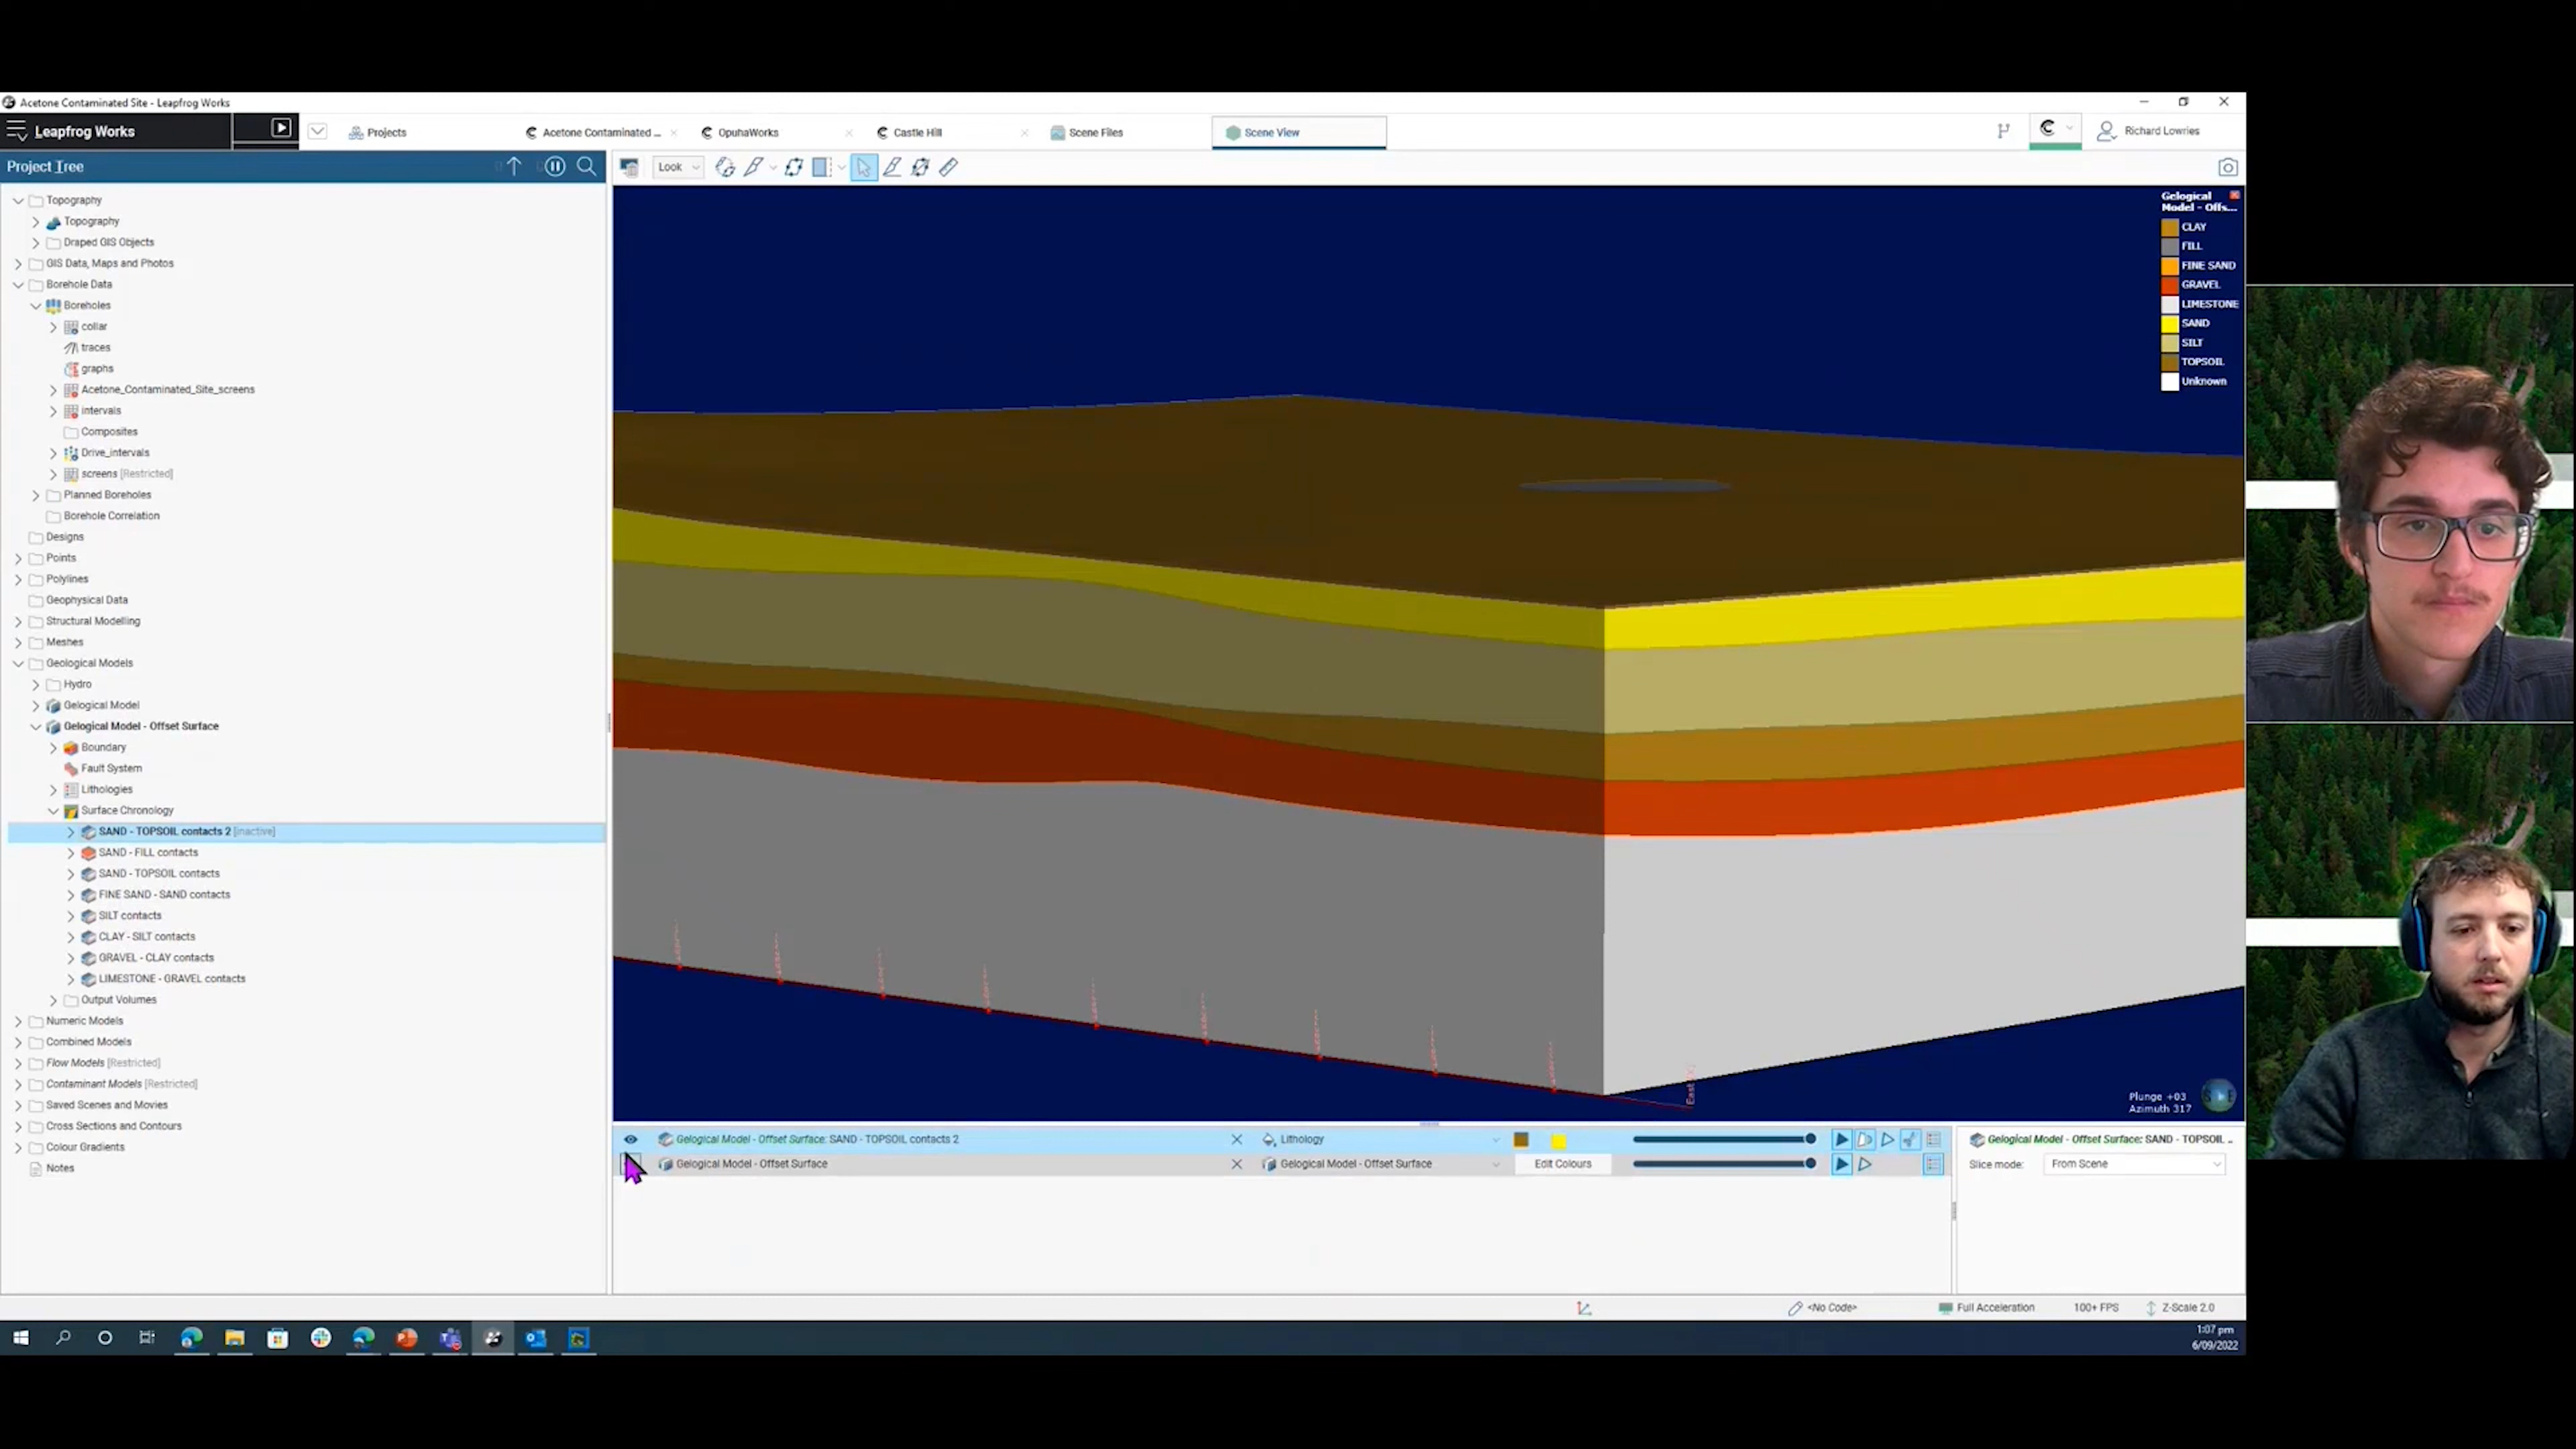 Acetone Contaminated Site - Leapfrog Works
Leapfrog Works
Projects
Acetone Contaminated ...
OpuhaWorks
Castle Hill
Scene Files
Scene View
Richard Lowries
Project Tree
Look
Topography
Topography
Draped GIS Objects
GIS Data, Maps and Photos
Borehole Data
Boreholes
collar
traces
graphs
Acetone_Contaminated_Site_screens
intervals
Composites
Drive_intervals
screens [Restricted]
Planned Boreholes
Borehole Correlation
Designs
Points
Polylines
Geophysical Data
Structural Modelling
Meshes
Geological Models
Hydro
Gelogical Model
Gelogical Model - Offset Surface
Boundary
Fault System
Lithologies
Surface Chronology
SAND - TOPSOIL contacts 2 [inactive]
SAND - FILL contacts
SAND - TOPSOIL contacts
FINE SAND - SAND contacts
SILT contacts
CLAY - SILT contacts
GRAVEL - CLAY contacts
LIMESTONE - GRAVEL contacts
Output Volumes
Numeric Models
Combined Models
Flow Models [Restricted]
Contaminant Models [Restricted]
Saved Scenes and Movies
Cross Sections and Contours
Colour Gradients
Notes
Gelogical
Model - Offs...
CLAY
FILL
FINE SAND
GRAVEL
LIMESTONE
SAND
SILT
TOPSOIL
Unknown
Plunge +03
Azimuth 317
Gelogical Model - Offset Surface: SAND - TOPSOIL contacts 2
Lithology
Gelogical Model - Offset Surface
Gelogical Model - Offset Surface
Edit Colours
Gelogical Model - Offset Surface: SAND - TOPSOIL ...
Slice mode:
From Scene
<No Code>
Full Acceleration
100+ FPS
Z-Scale 2.0
1:07 pm
6/09/2022